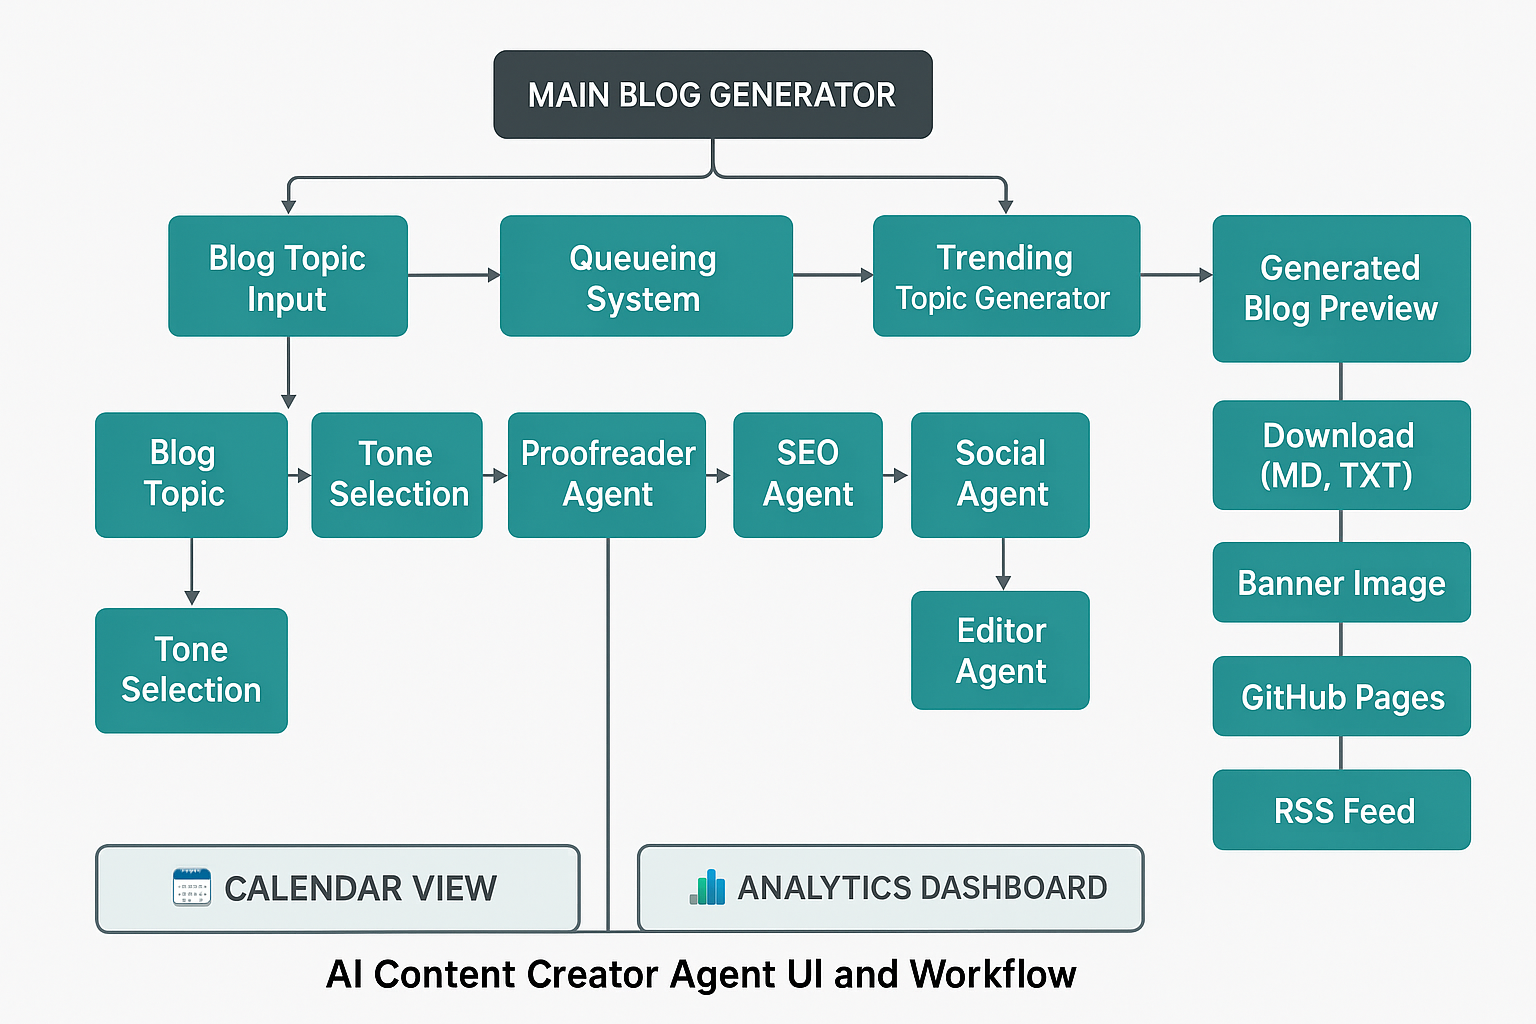 MAIN BLOG GENERATOR
Blog Topic
Input
Queueing
System
Trending
Topic Generator
Generated
Blog Preview
Blog
Topic
Tone
Selection
Proofreader
Agent
SEO
Agent
Social
Agent
Download
(MD, TXT)
Tone
Selection
Editor
Agent
Banner Image
GitHub Pages
RSS Feed
CALENDAR VIEW
ANALYTICS DASHBOARD
AI Content Creator Agent UI and Workflow